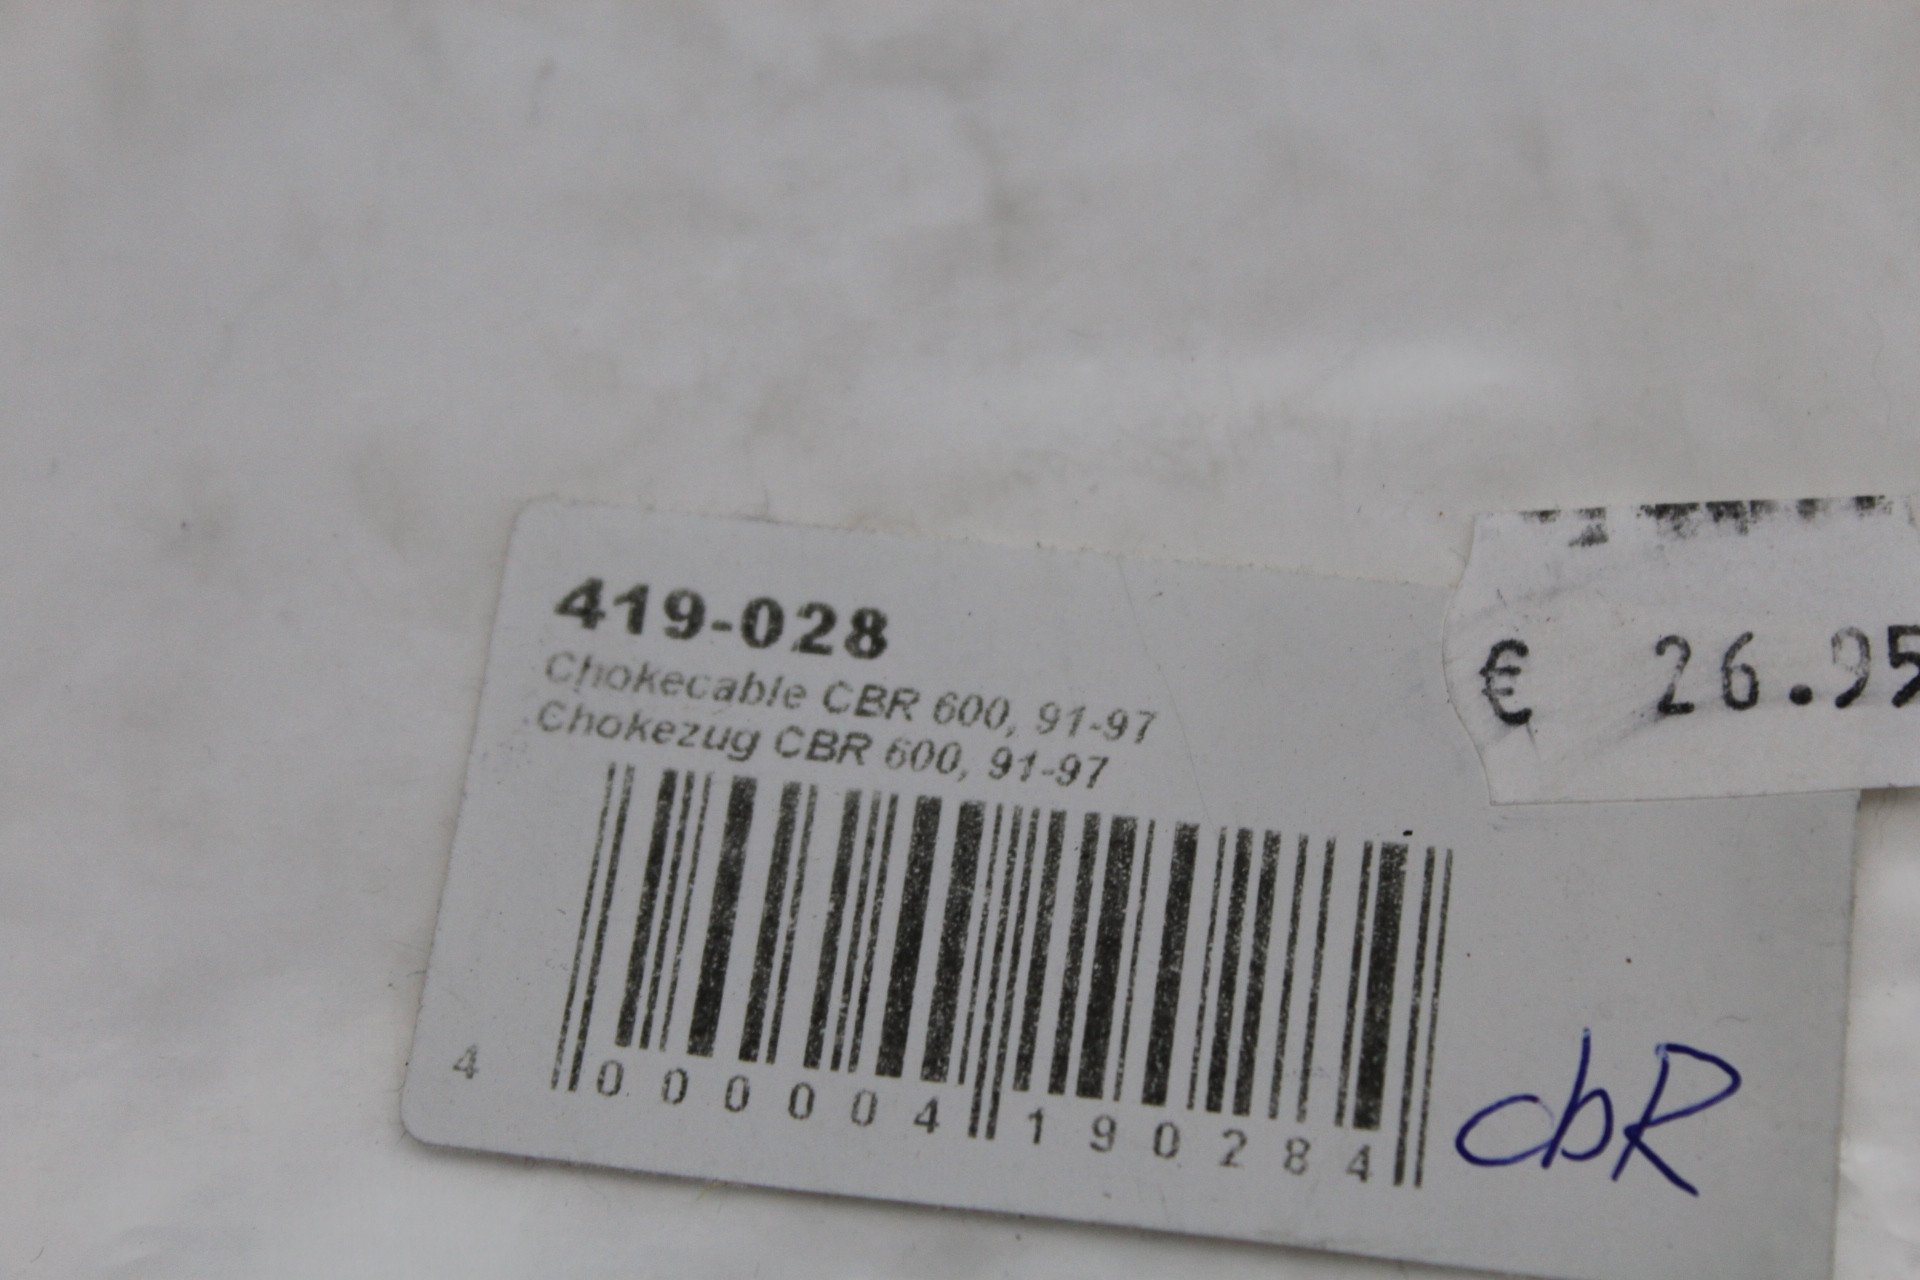 419-028
Chokecable CBR 600, 91-97
Chokezug CBR 600, 91-97
€ 26.95
4 000004 190284
cbR